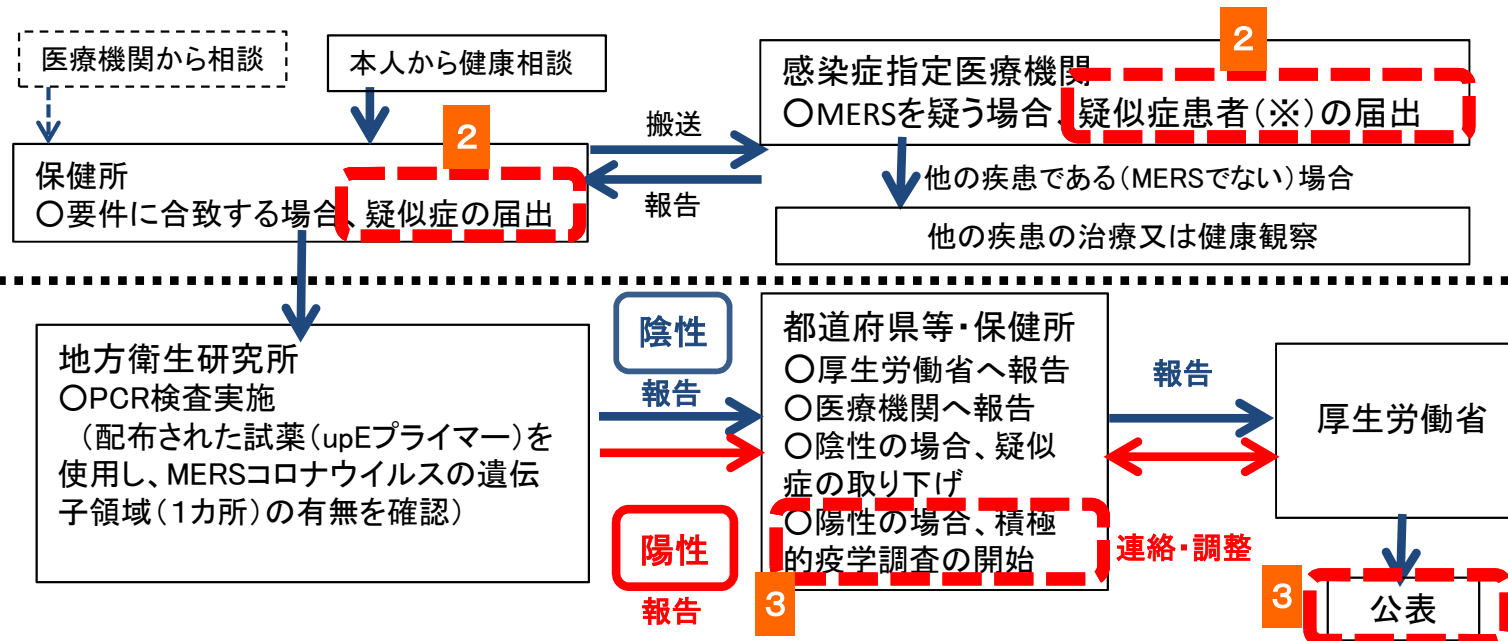 医療機関から相談
本人から健康相談
2
保健所
○要件に合致する場合、疑似症の届出
搬送
報告
2
感染症指定医療機関
○MERSを疑う場合、疑似症患者(※)の届出
他の疾患である(MERSでない)場合
他の疾患の治療又は健康観察
地方衛生研究所
○PCR検査実施
(配布された試薬(upEプライマー)を
使用し、MERSコロナウイルスの遺伝
子領域(1カ所)の有無を確認)
陰性
報告
陽性
報告
都道府県等・保健所
○厚生労働省へ報告
○医療機関へ報告
○陰性の場合、疑似
症の取り下げ
○陽性の場合、積極
的疫学調査の開始
3
報告
連絡・調整
厚生労働省
3
公表